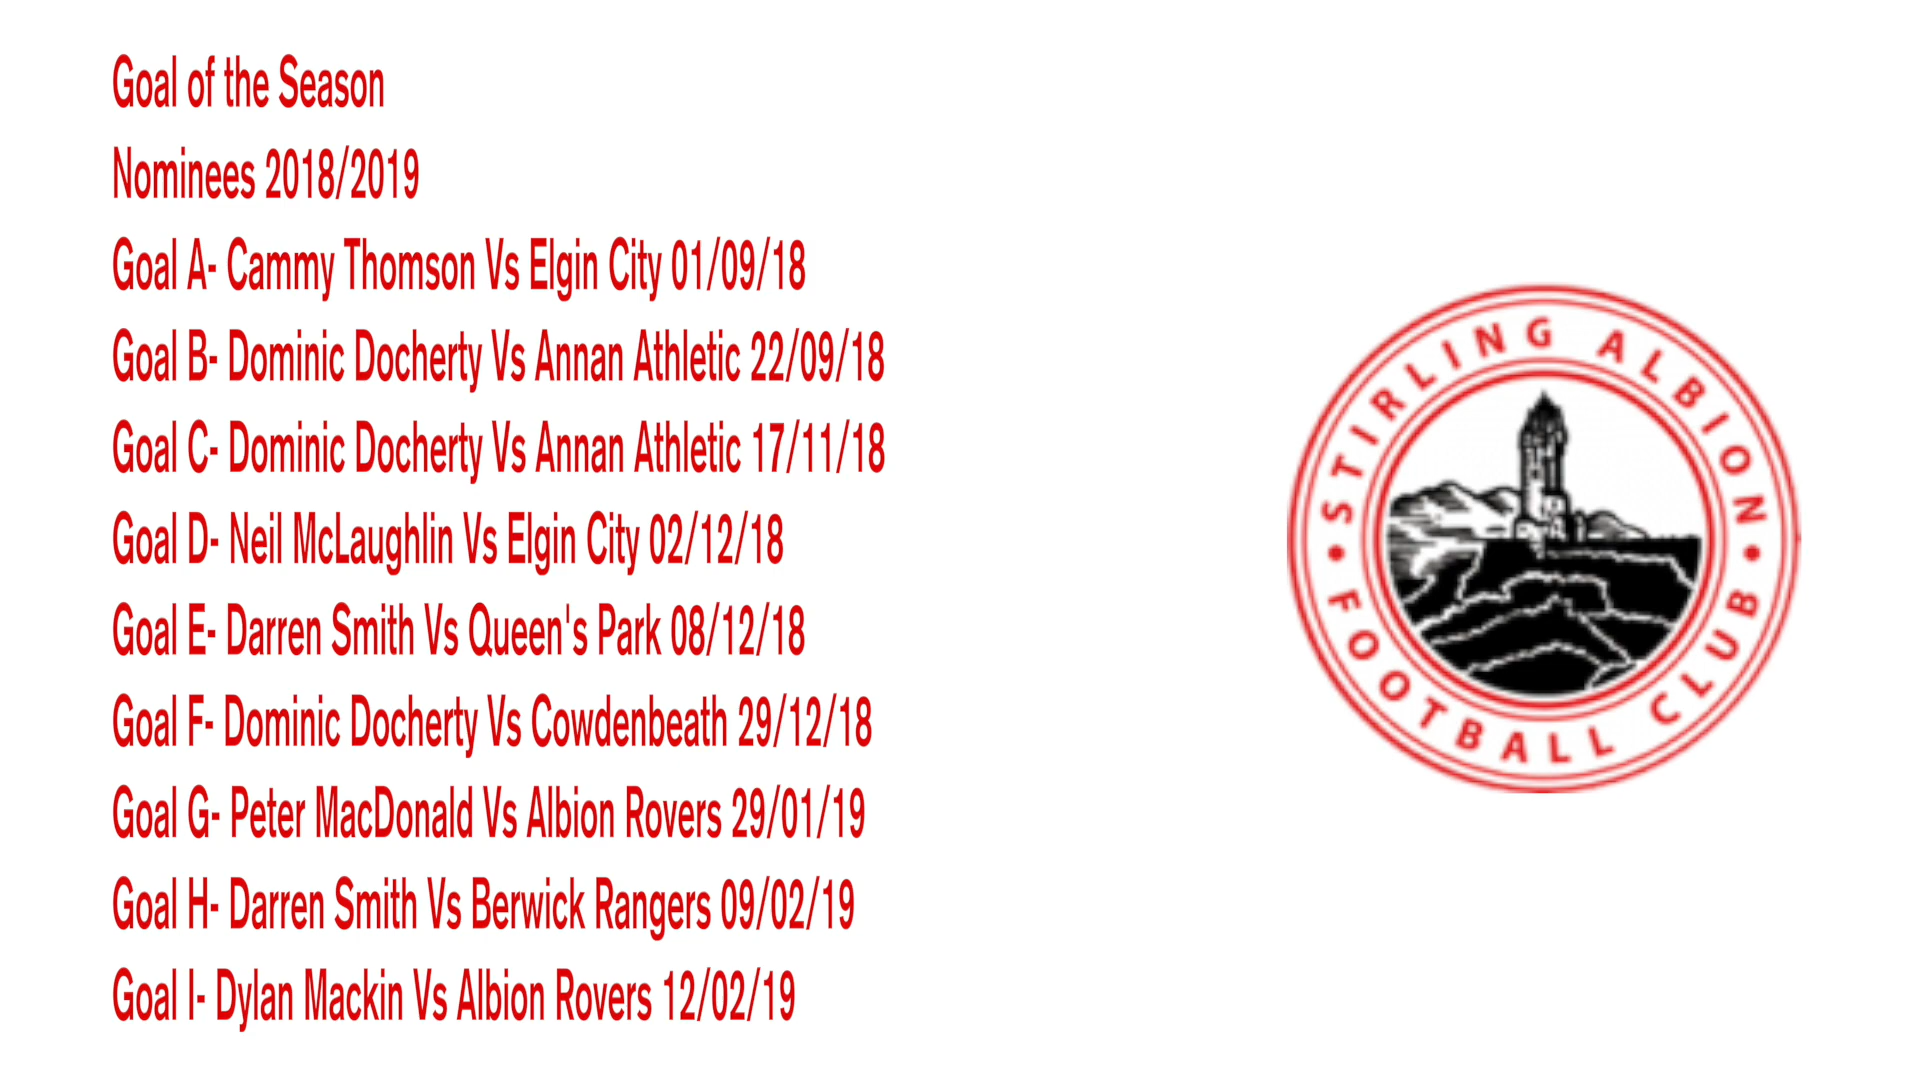 Goal of the Season
Nominees 2018/2019
Goal A- Cammy Thomson Vs Elgin City 01/09/18
Goal B- Dominic Docherty Vs Annan Athletic 22/09/18
Goal C- Dominic Docherty Vs Annan Athletic 17/11/18
Goal D- Neil McLaughlin Vs Elgin City 02/12/18
Goal E- Darren Smith Vs Queen's Park 08/12/18
Goal F- Dominic Docherty Vs Cowdenbeath 29/12/18
Goal G- Peter MacDonald Vs Albion Rovers 29/01/19
Goal H- Darren Smith Vs Berwick Rangers 09/02/19
Goal I- Dylan Mackin Vs Albion Rovers 12/02/19
STIRLING ALBION
FOOTBALL CLUB